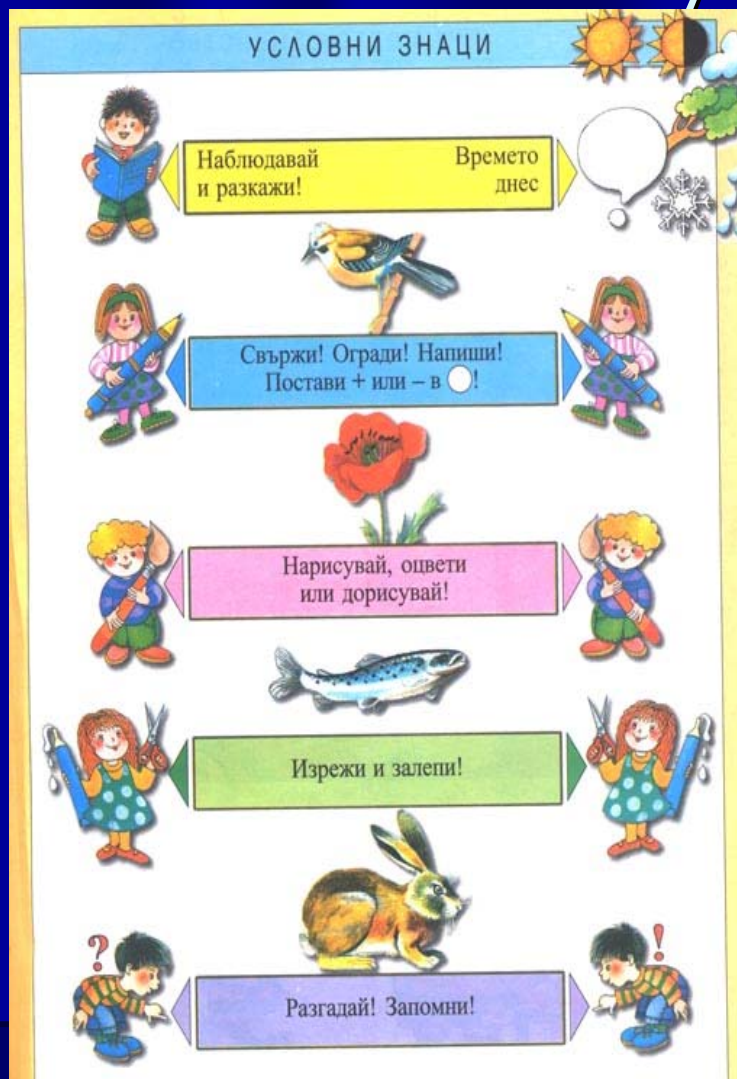 УСЛОВНИ ЗНАЦИ
Наблюдавай
и разкажи!
Времето
днес
Свържи! Огради! Напиши!
Постави + или – в ○!
Нарисувай, оцвети
или дорисувай!
Изрежи и залепи!
?
!
Разгадай! Запомни!